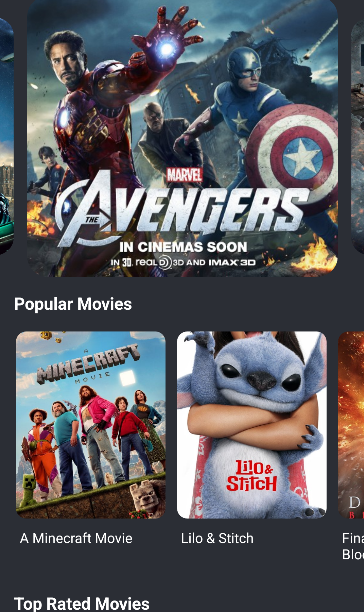 MARVEL
THE AVENGERS
IN CINEMAS SOON
IN 3D, REAL D 3D AND IMAX 3D
Popular Movies
A
MINECRAFT
MOVIE
LiLO &
STiTCH
D
B
A Minecraft Movie
Lilo & Stitch
Fina
Bloo
Top Rated Movies